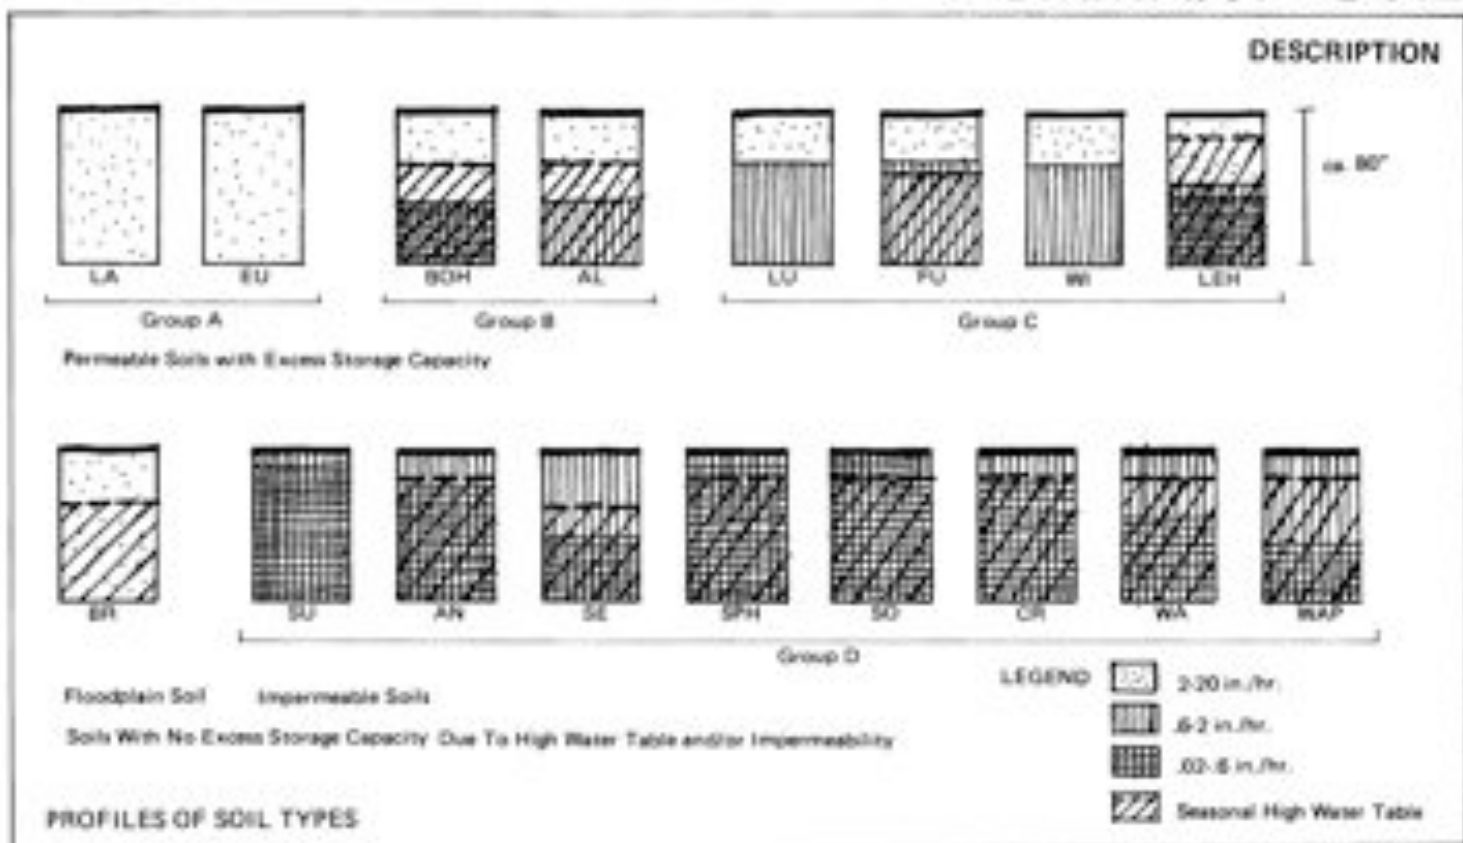 DESCRIPTION
LA EU BOH AL LU FU WI LEH ca. 80"
Group A Group B Group C
Permeable Soils with Excess Storage Capacity
BR SU AN SE SPH SO CR WA WAP
Group D
LEGEND 2-20 in./hr.
.6-2 in./hr.
.02-.6 in./hr.
Seasonal High Water Table
Floodplain Soil Impermeable Soils
Soils With No Excess Storage Capacity Due To High Water Table and/or Impermeability
PROFILES OF SOIL TYPES